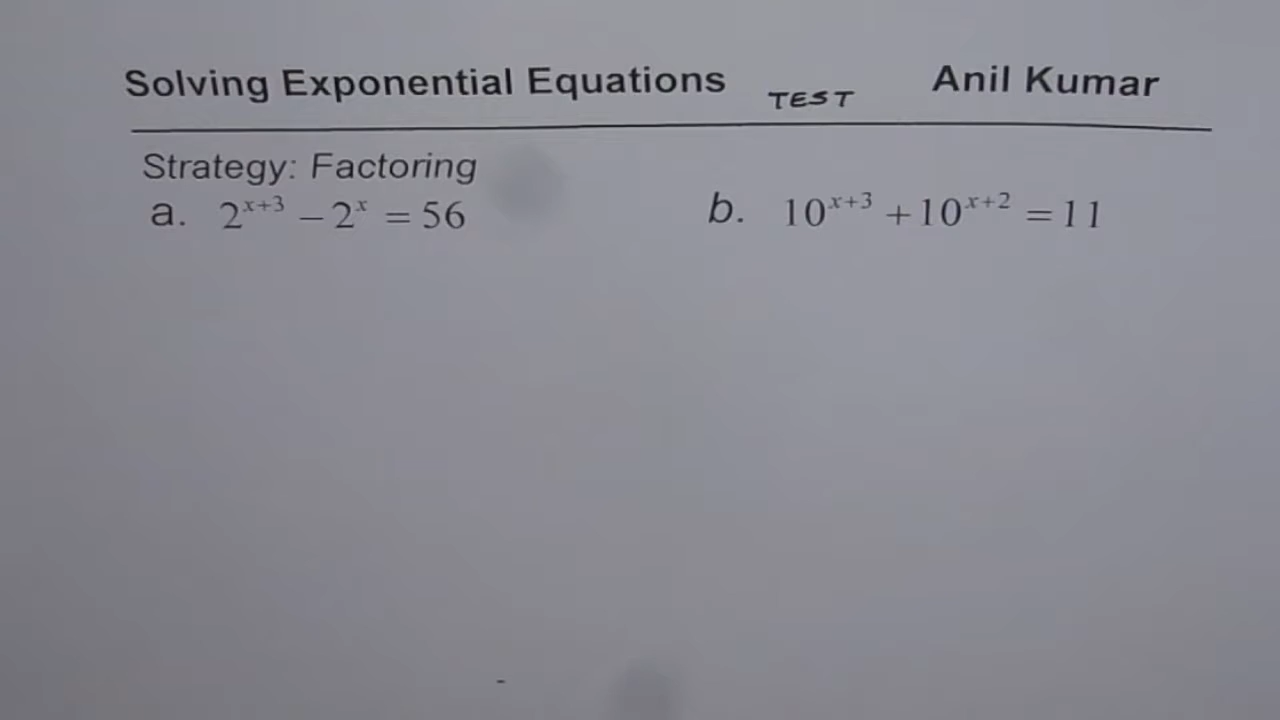 Solving Exponential Equations TEST Anil Kumar
Strategy: Factoring
a. 2^{x+3} − 2^{x} = 56 b. 10^{x+3} + 10^{x+2} = 11